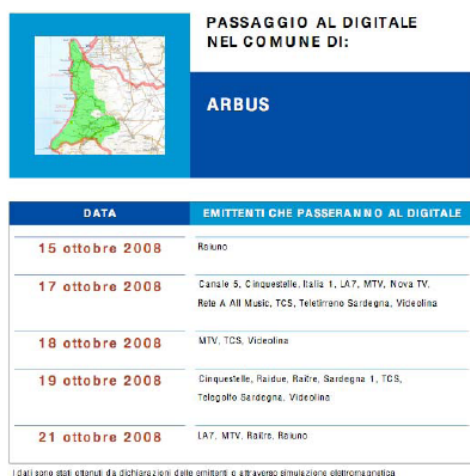 PASSAGGIO AL DIGITALE
NEL COMUNE DI:
ARBUS
DATA EMITTENTI CHE PASSERANNO AL DIGITALE
15 ottobre 2008 Raiuno
17 ottobre 2008 Canale 5, Cinquestelle, Italia 1, LA7, MTV, Nova TV,
Rete A All Music, TCS, Teletirreno Sardegna, Videolina
18 ottobre 2008 MTV, TCS, Videolina
19 ottobre 2008 Cinquestelle, Raidue, Raitre, Sardegna 1, TCS,
Telegolfo Sardegna, Videolina
21 ottobre 2008 LA7, MTV, Raitre, Raiuno
I dati sono stati ottenuti da dichiarazioni delle emittenti e attraverso simulazione elettromagnetica